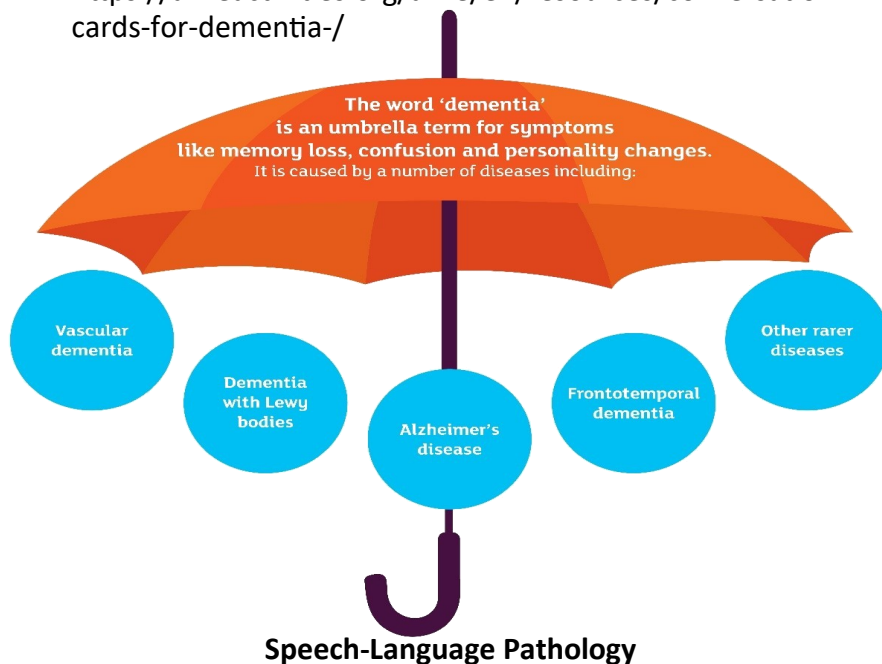 cards-for-dementia-/
The word ‘dementia’
is an umbrella term for symptoms
like memory loss, confusion and personality changes.
It is caused by a number of diseases including:
Vascular
dementia
Dementia
with Lewy
bodies
Alzheimer's
disease
Frontotemporal
dementia
Other rarer
diseases
Speech-Language Pathology